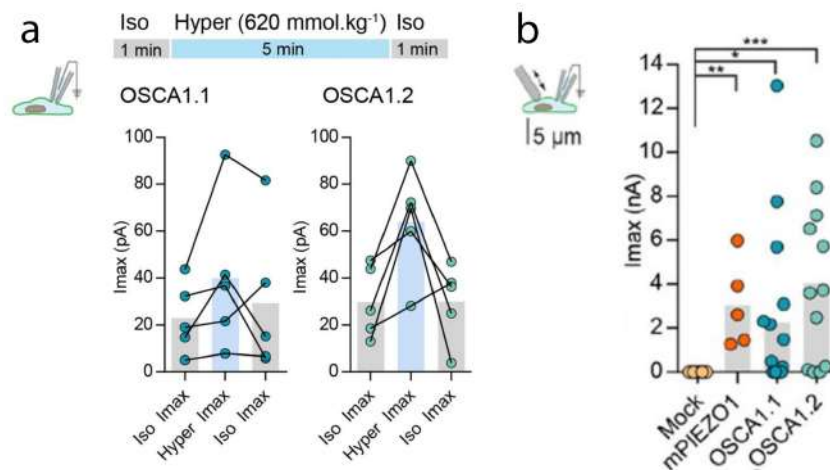 a
Iso Hyper (620 mmol.kg⁻¹) Iso
1 min 5 min 1 min
OSCA1.1 OSCA1.2
100
80
60
40
20
0
Imax (pA)
Iso Imax
Hyper Imax
Iso Imax
100
80
60
40
20
0
Imax (pA)
Iso Imax
Hyper Imax
Iso Imax
b
5 µm
***
*
**
14
12
10
8
6
4
2
0
Imax (nA)
Mock
mPIEZO1
OSCA1.1
OSCA1.2